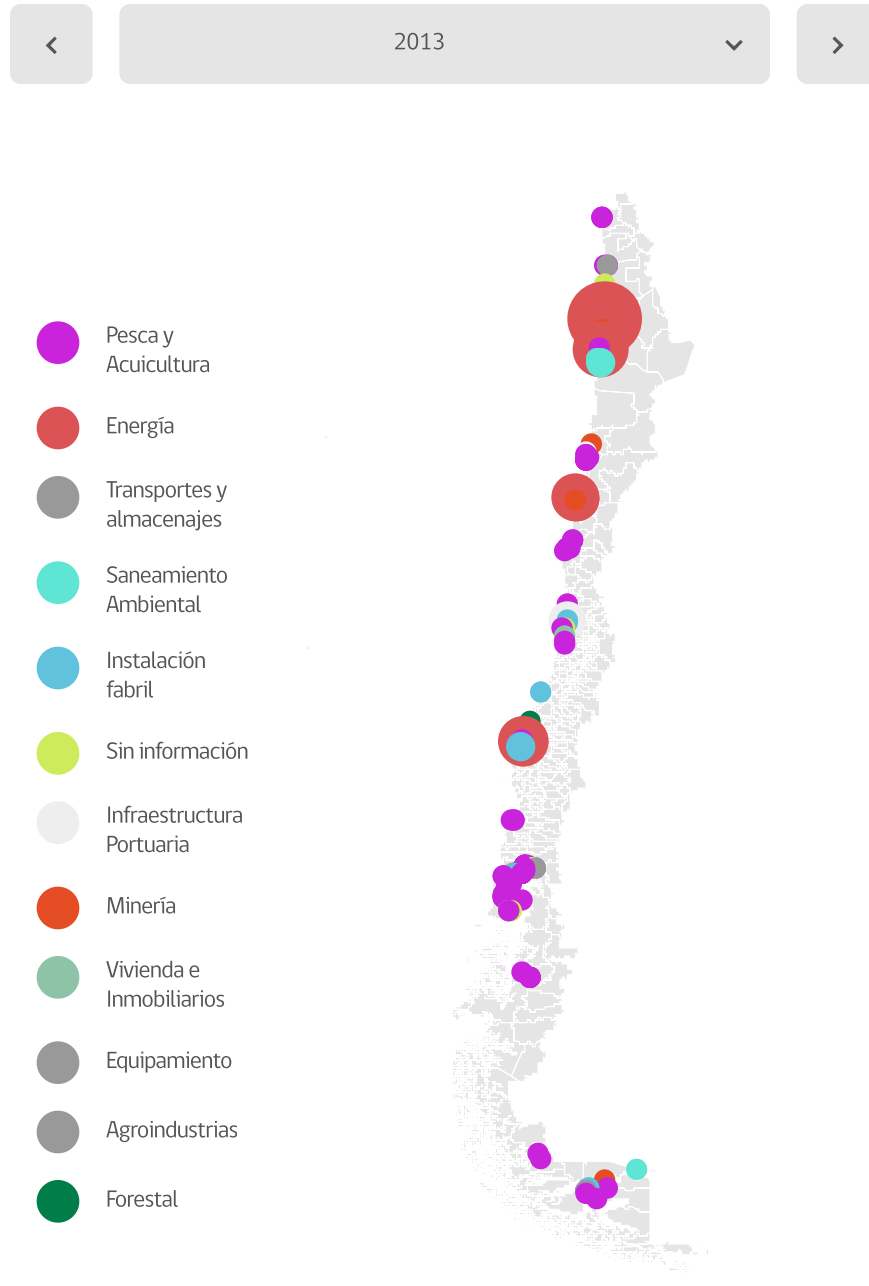 2013
Pesca y
Acuicultura
Energía
Transportes y
almacenajes
Saneamiento
Ambiental
Instalación
fabril
Sin información
Infraestructura
Portuaria
Minería
Vivienda e
Inmobiliarios
Equipamiento
Agroindustrias
Forestal